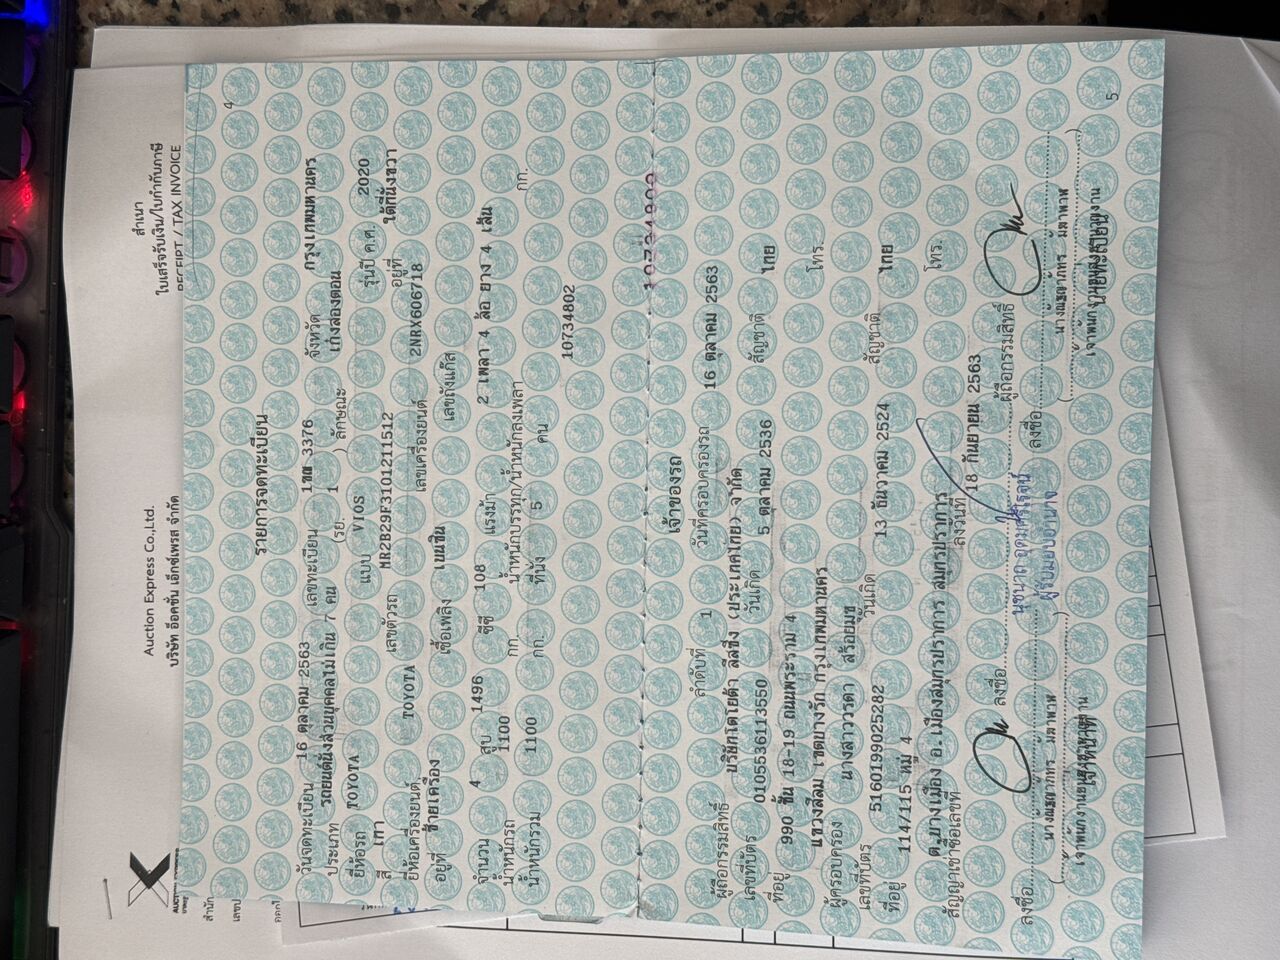 สำเนา
ใบเสร็จรับเงิน/ใบกำกับภาษี
RECEIPT / TAX INVOICE
Auction Express Co.,Ltd.
บริษัท อ๊อคชั่น เอ็กซ์เพรส จำกัด
4
รายการจดทะเบียน
วันจดทะเบียน 16 ตุลาคม 2563 เลขทะเบียน 1ขฒ 3376 จังหวัด กรุงเทพมหานคร
ประเภท รถยนต์นั่งส่วนบุคคลไม่เกิน 7 คน (รย. 1 ) ลักษณะ เก๋งสองตอน
ยี่ห้อรถ TOYOTA แบบ VIOS รุ่นปี ค.ศ. 2020
สี เทา เลขตัวรถ MR2B29F3101211512 อยู่ที่ ใต้ที่นั่งขวา
ยี่ห้อเครื่องยนต์ TOYOTA เลขเครื่องยนต์ 2NRX606718
อยู่ที่ ซ้ายเครื่อง เชื้อเพลิง เบนซิน เลขถังแก๊ส
จำนวน 4 สูบ 1496 ซีซี 108 แรงม้า 2 เพลา 4 ล้อ ยาง 4 เส้น
น้ำหนักรถ 1100 กก. น้ำหนักบรรทุก/น้ำหนักลงเพลา กก.
น้ำหนักรวม 1100 กก. ที่นั่ง 5 คน
10734802
เจ้าของรถ
ลำดับที่ 1 วันที่ครอบครองรถ 16 ตุลาคม 2563
ผู้ถือกรรมสิทธิ์ บริษัทโตโยต้า ลีสซิ่ง (ประเทศไทย) จำกัด
เลขที่บัตร 0105536113550 วันเกิด 5 ตุลาคม 2536 สัญชาติ ไทย
ที่อยู่ 990 ชั้น 18-19 ถนนพระราม 4
แขวงสีลม เขตบางรัก กรุงเทพมหานคร โทร.
ผู้ครอบครอง นางสาววรดา สร้อยมุข
เลขที่บัตร 5160199025282 วันเกิด 13 ธันวาคม 2524 สัญชาติ ไทย
ที่อยู่ 114/115 หมู่ 4
ต.บางเมือง อ.เมืองสมุทรปราการ สมุทรปราการ โทร.
สัญญาเช่าซื้อเลขที่ ลงวันที่ 18 กันยายน 2563
ลงชื่อ ผู้ถือกรรมสิทธิ์
ผู้รับมอบอำนาจ
ลงชื่อ ลงชื่อ
เจ้าหน้าที่ นายทะเบียน
5